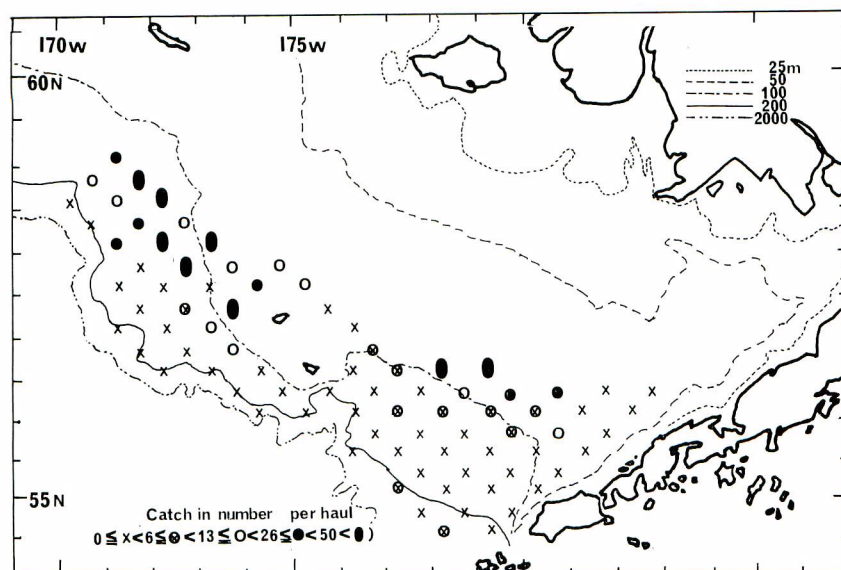 170W 175W
60N
25m
50
100
200
2000
55N
Catch in number per haul
0 ≦ x<6≦⊗<13≦O<26≦●<50<⬮)